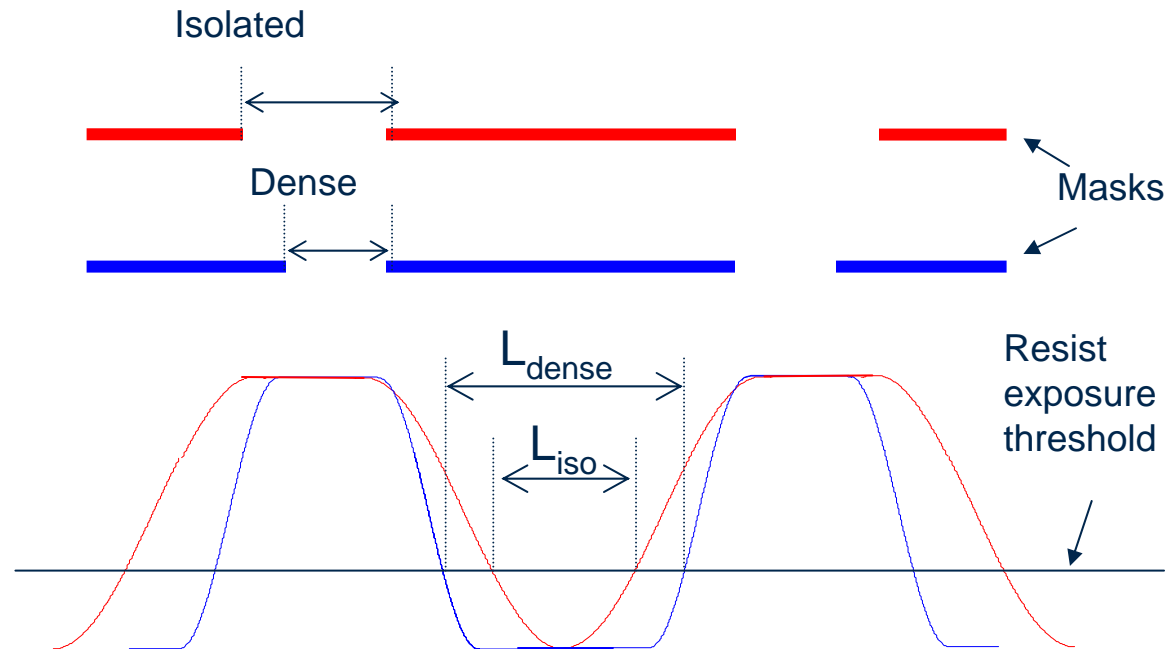 Isolated
Dense
Masks
L_dense
L_iso
Resist
exposure
threshold